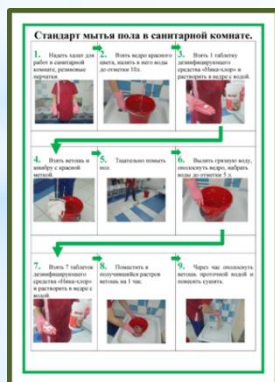 Стандарт мытья пола в санитарной комнате.
1. Надеть халат для
работ в санитарной
комнате, резиновые
перчатки.
2. Взять ведро красного
цвета, налить в него воды
до отметки 10л.
3. Взять 1 таблетку
дезинфицирующего
средства «Ника-хлор» и
растворить в ведре с водой.
4. Взять ветошь и
швабру с красной
меткой.
5. Тщательно помыть
пол.
6. Вылить грязную воду,
ополоснуть ведро, набрать
воды до отметки 5 л.
7. Взять 7 таблеток
дезинфицирующего
средства «Ника-хлор»
и растворить в ведре с
водой.
8. Поместить в
получившийся раствор
ветошь на 1 час.
9. Через час ополоснуть
ветошь проточной водой и
повесить сушить.